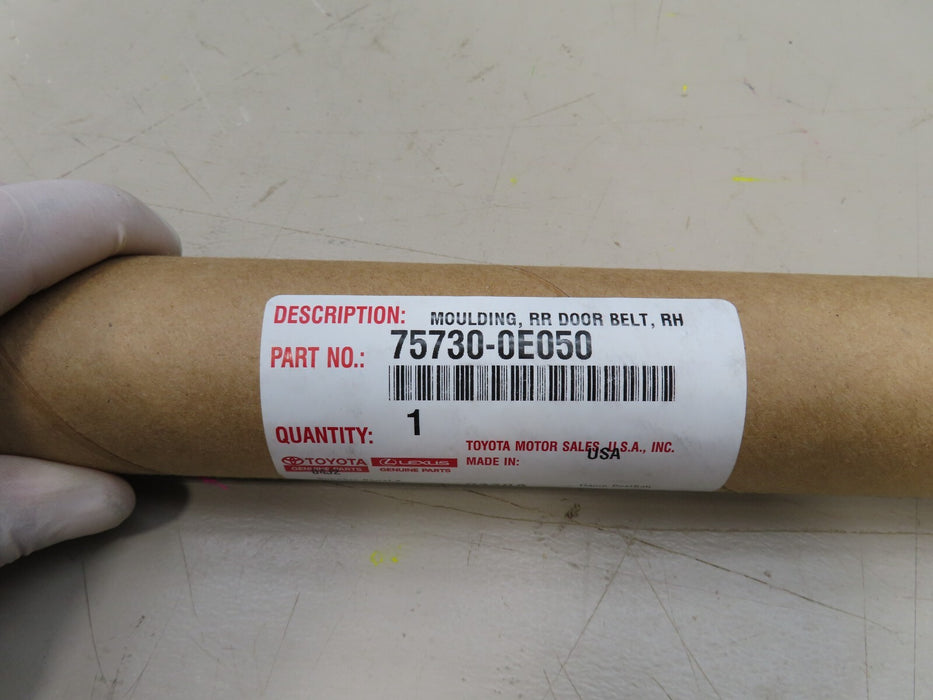 DESCRIPTION: MOULDING, RR DOOR BELT, RH
PART NO.: 75730-0E050
QUANTITY: 1
TOYOTA MOTOR SALES, U.S.A., INC.
MADE IN: USA
TOYOTA LEXUS
GENUINE PARTS GENUINE PARTS